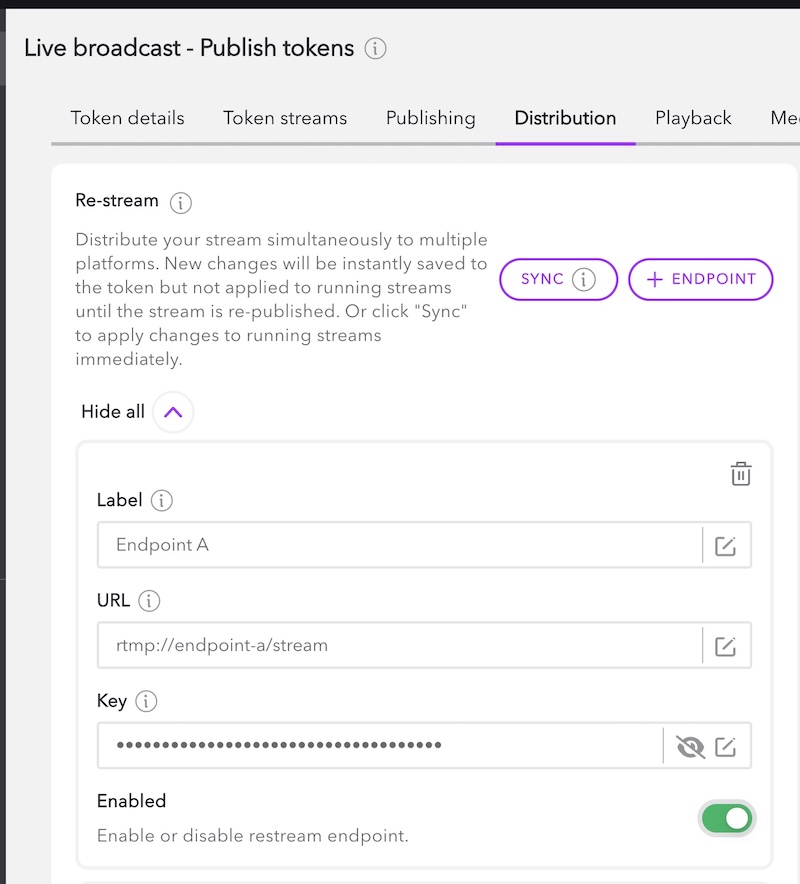 Live broadcast - Publish tokens
Token details Token streams Publishing Distribution Playback
Re-stream
Distribute your stream simultaneously to multiple
platforms. New changes will be instantly saved to
the token but not applied to running streams
until the stream is re-published. Or click "Sync"
to apply changes to running streams
immediately.
SYNC + ENDPOINT
Hide all
Label
Endpoint A
URL
rtmp://endpoint-a/stream
Key
••••••••••••••••••••••••••••••••••••
Enabled
Enable or disable restream endpoint.